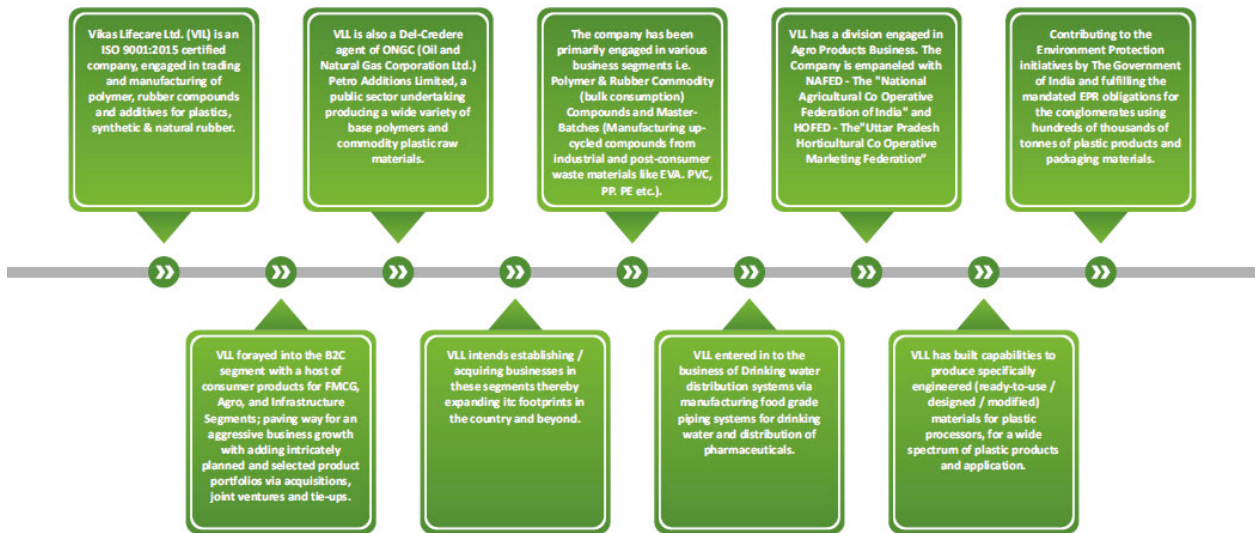 Vikas Lifecare Ltd. (VIL) is an
ISO 9001:2015 certified
company, engaged in trading
and manufacturing of
polymer, rubber compounds
and additives for plastics,
synthetic & natural rubber.
VLL is also a Del-Credere
agent of ONGC (Oil and
Natural Gas Corporation Ltd.)
Petro Additions Limited, a
public sector undertaking
producing a wide variety of
base polymers and
commodity plastic raw
materials.
The company has been
primarily engaged in various
business segments i.e.
Polymer & Rubber Commodity
(bulk consumption)
Compounds and Master-
Batches (Manufacturing up-
cycled compounds from
industrial and post-consumer
waste materials like EVA. PVC,
PP. PE etc.).
VLL has a division engaged in
Agro Products Business. The
Company is empaneled with
NAFED - The "National
Agricultural Co Operative
Federation of India" and
HOFED - The"Uttar Pradesh
Horticultural Co Operative
Marketing Federation"
Contributing to the
Environment Protection
initiatives by The Government
of India and fulfilling the
mandated EPR obligations for
the conglomerates using
hundreds of thousands of
tonnes of plastic products and
packaging materials.
VLL forayed into the B2C
segment with a host of
consumer products for FMCG,
Agro, and Infrastructure
Segments; paving way for an
aggressive business growth
with adding intricately
planned and selected product
portfolios via acquisitions,
joint ventures and tie-ups.
VLL intends establishing /
acquiring businesses in
these segments thereby
expanding itc footprints in
the country and beyond.
VLL entered in to the
business of Drinking water
distribution systems via
manufacturing food grade
piping systems for drinking
water and distribution of
pharmaceuticals.
VLL has built capabilities to
produce specifically
engineered (ready-to-use /
designed / modified)
materials for plastic
processors, for a wide
spectrum of plastic products
and application.